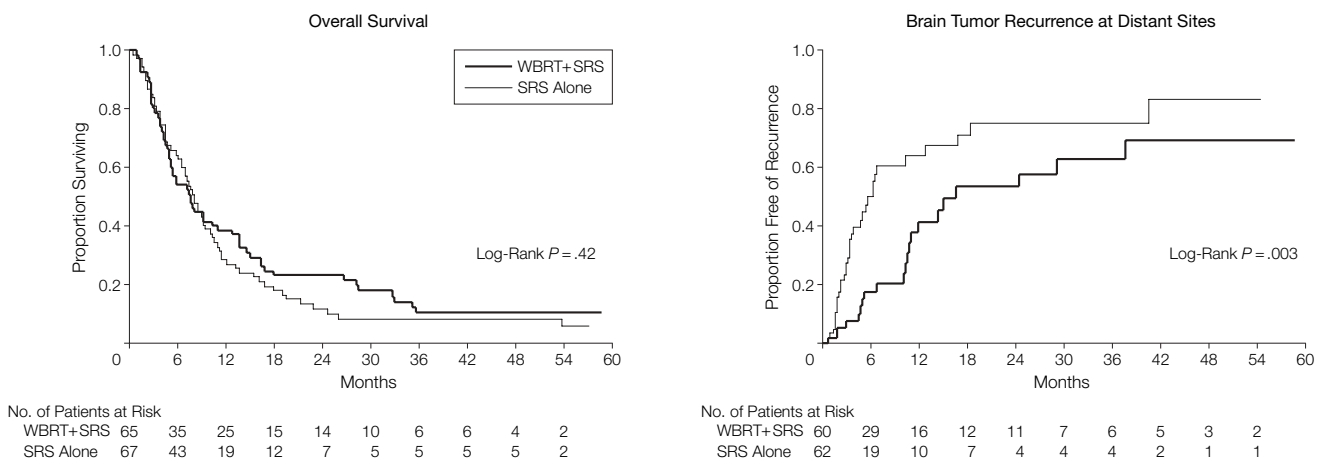 Overall Survival
1.0
0.8
0.6
0.4
0.2
Proportion Surviving
WBRT+SRS
SRS Alone
Log-Rank P = .42
0 6 12 18 24 30 36 42 48 54 60
Months
No. of Patients at Risk
WBRT+SRS 65 35 25 15 14 10 6 6 4 2
SRS Alone 67 43 19 12 7 5 5 5 5 2
Brain Tumor Recurrence at Distant Sites
1.0
0.8
0.6
0.4
0.2
Proportion Free of Recurrence
Log-Rank P = .003
0 6 12 18 24 30 36 42 48 54 60
Months
No. of Patients at Risk
WBRT+SRS 60 29 16 12 11 7 6 5 3 2
SRS Alone 62 19 10 7 4 4 4 2 1 1